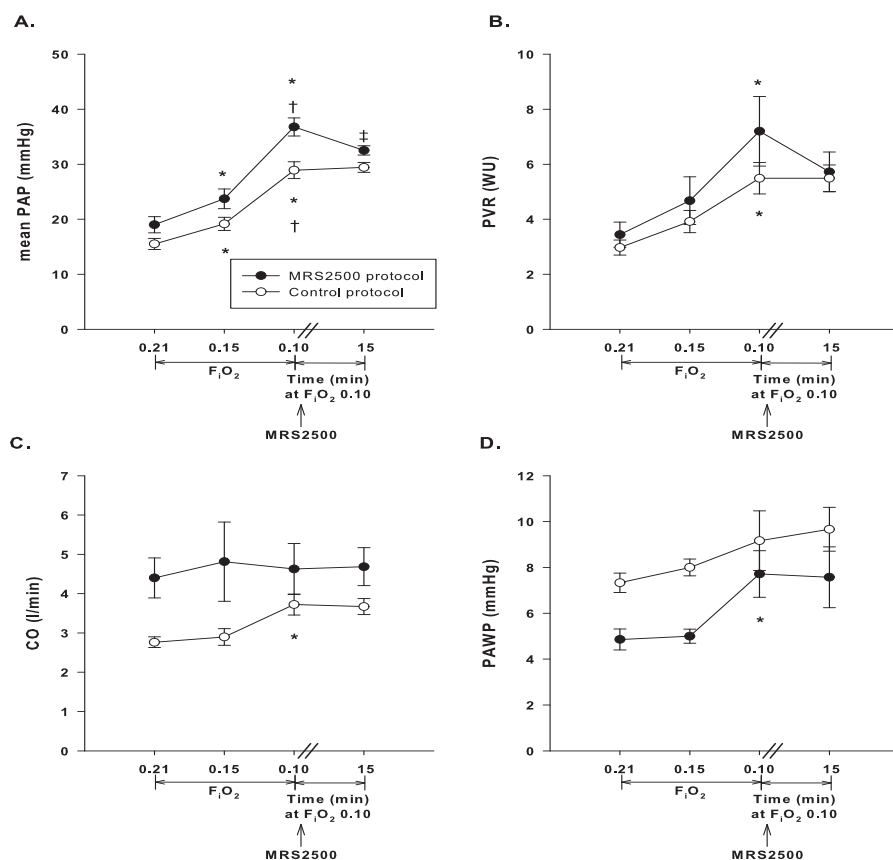 A.
50
40
30
20
10
0
mean PAP (mmHg)
*
†
*
‡
*
†
*
MRS2500 protocol
Control protocol
0.21 0.15 0.10 15
FiO2
Time (min)
at FiO2 0.10
MRS2500
B.
10
8
6
4
2
0
PVR (WU)
*
*
0.21 0.15 0.10 15
FiO2
Time (min)
at FiO2 0.10
MRS2500
C.
7
6
5
4
3
2
1
0
CO (l/min)
*
0.21 0.15 0.10 15
FiO2
Time (min)
at FiO2 0.10
MRS2500
D.
12
10
8
6
4
2
0
PAWP (mmHg)
*
0.21 0.15 0.10 15
FiO2
Time (min)
at FiO2 0.10
MRS2500